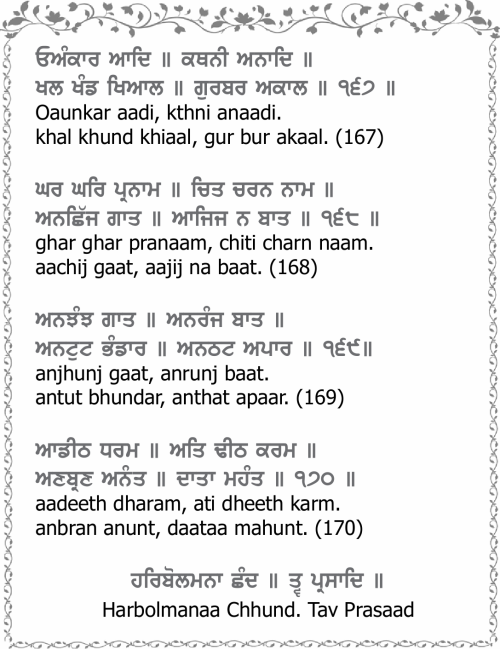 ਓਅੰਕਾਰ ਆਦਿ ॥ ਕਥਨੀ ਅਨਾਦਿ ॥
ਖਲ ਖੰਡ ਖਿਆਲ ॥ ਗੁਰਬਰ ਅਕਾਲ ॥ ੧੬੭ ॥
Oaunkar aadi, kthni anaadi.
khal khund khiaal, gur bur akaal. (167)
ਘਰ ਘਰਿ ਪ੍ਰਨਾਮ ॥ ਚਿਤ ਚਰਨ ਨਾਮ ॥
ਅਨਛਿੱਜ ਗਾਤ ॥ ਆਜਿਜ ਨ ਬਾਤ ॥ ੧੬੮ ॥
ghar ghar pranaam, chiti charn naam.
aachij gaat, aajij na baat. (168)
ਅਨਝੰਝ ਗਾਤ ॥ ਅਨਰੰਜ ਬਾਤ ॥
ਅਨਟੁਟ ਭੰਡਾਰ ॥ ਅਨਠਟ ਅਪਾਰ ॥ ੧੬੯॥
anjhunj gaat, anrunj baat.
antut bhundar, anthat apaar. (169)
ਆਡੀਠ ਧਰਮ ॥ ਅਤਿ ਢੀਠ ਕਰਮ ॥
ਅਣਬ੍ਰਣ ਅਨੰਤ ॥ ਦਾਤਾ ਮਹੰਤ ॥ ੧੭੦ ॥
aadeeth dharam, ati dheeth karm.
anbran anunt, daataa mahunt. (170)
ਹਰਿਬੋਲਮਨਾ ਛੰਦ ॥ ਤ੍ਵ ਪ੍ਰਸਾਦਿ ॥
Harbolmanaa Chhund. Tav Prasaad